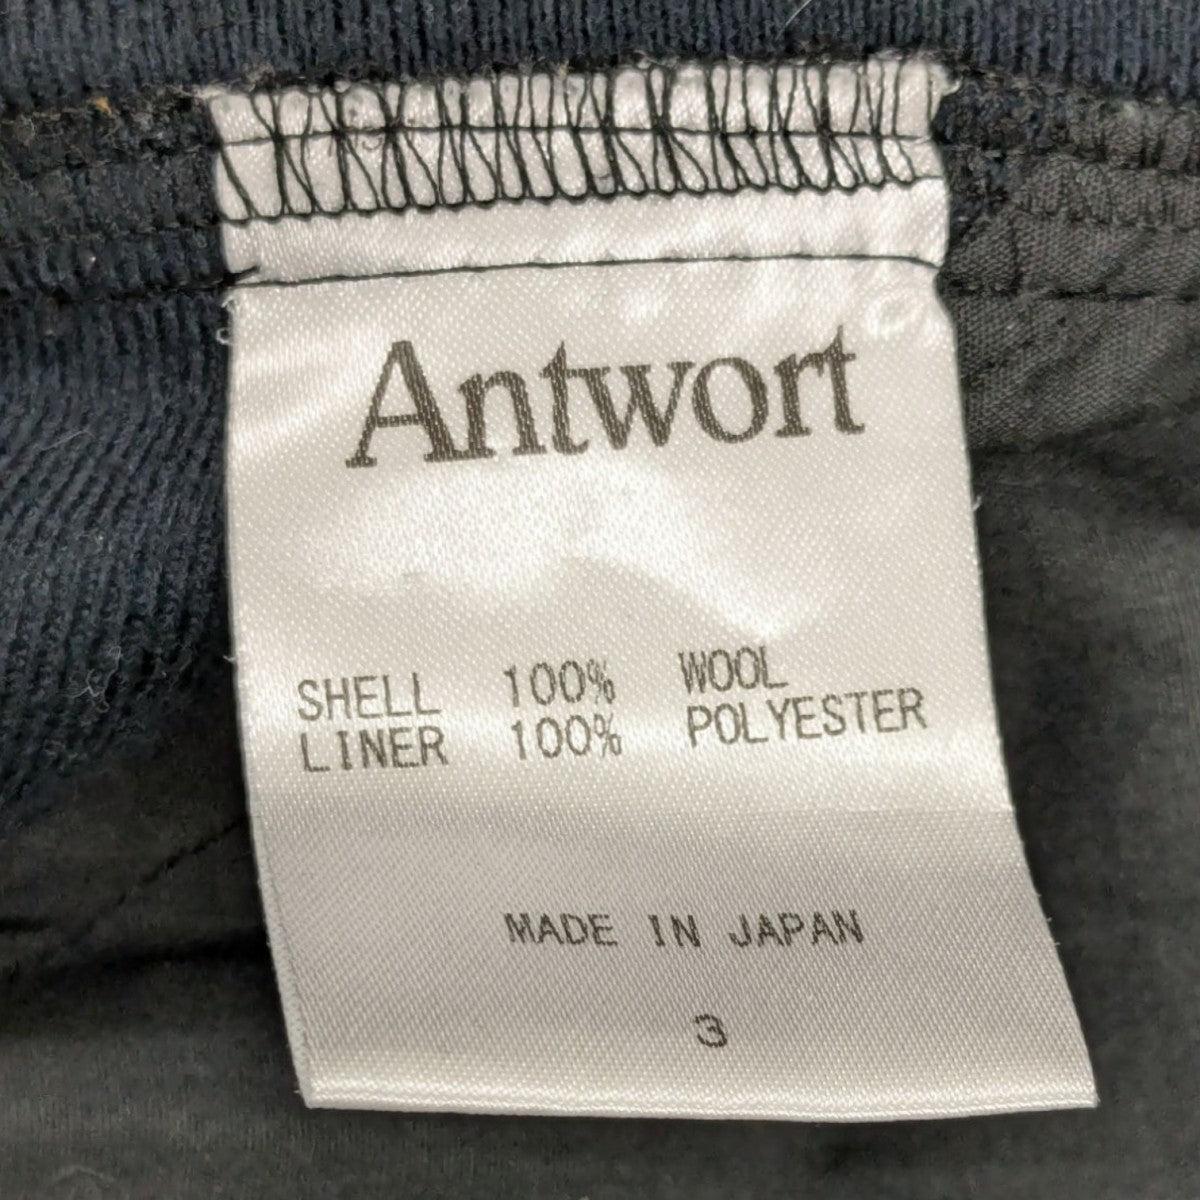 Antwort
SHELL 100% WOOL
LINER 100% POLYESTER
MADE IN JAPAN
3